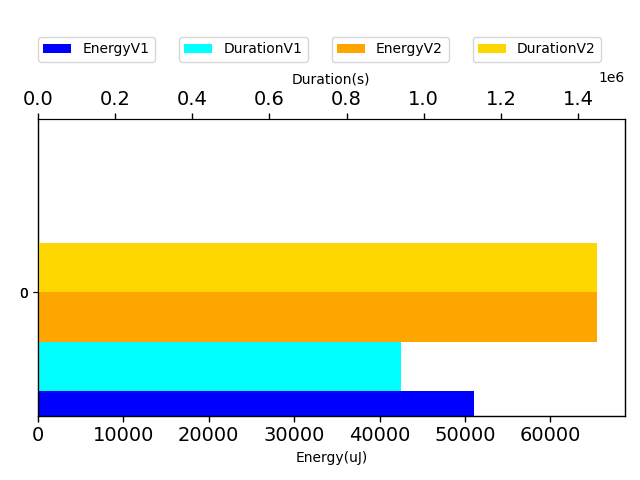 EnergyV1 DurationV1 EnergyV2 DurationV2
Duration(s)
1e6
0.0 0.2 0.4 0.6 0.8 1.0 1.2 1.4
0
0 10000 20000 30000 40000 50000 60000
Energy(uJ)